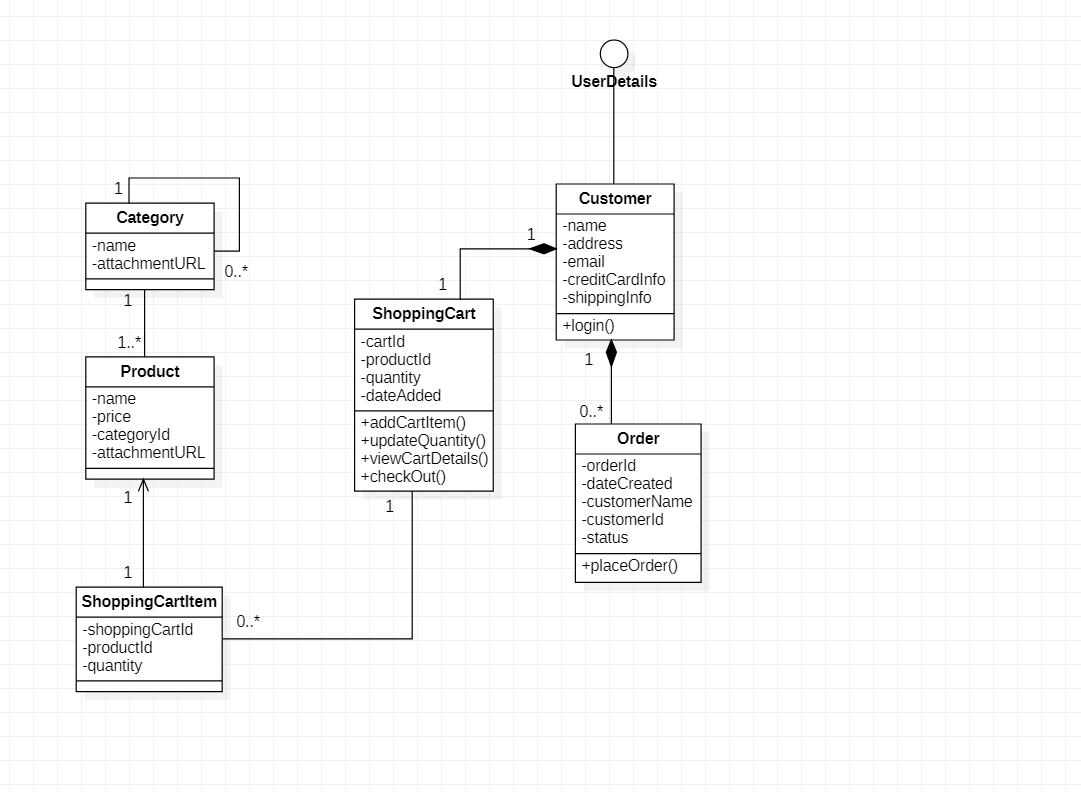 UserDetails
1
Category
-name
-attachmentURL
0..*
1
1..*
Product
-name
-price
-categoryId
-attachmentURL
1
1
ShoppingCartItem
-shoppingCartId
-productId
-quantity
0..*
1
1
ShoppingCart
-cartId
-productId
-quantity
-dateAdded
+addCartItem()
+updateQuantity()
+viewCartDetails()
+checkOut()
1
Customer
-name
-address
-email
-creditCardInfo
-shippingInfo
+login()
1
0..*
Order
-orderId
-dateCreated
-customerName
-customerId
-status
+placeOrder()